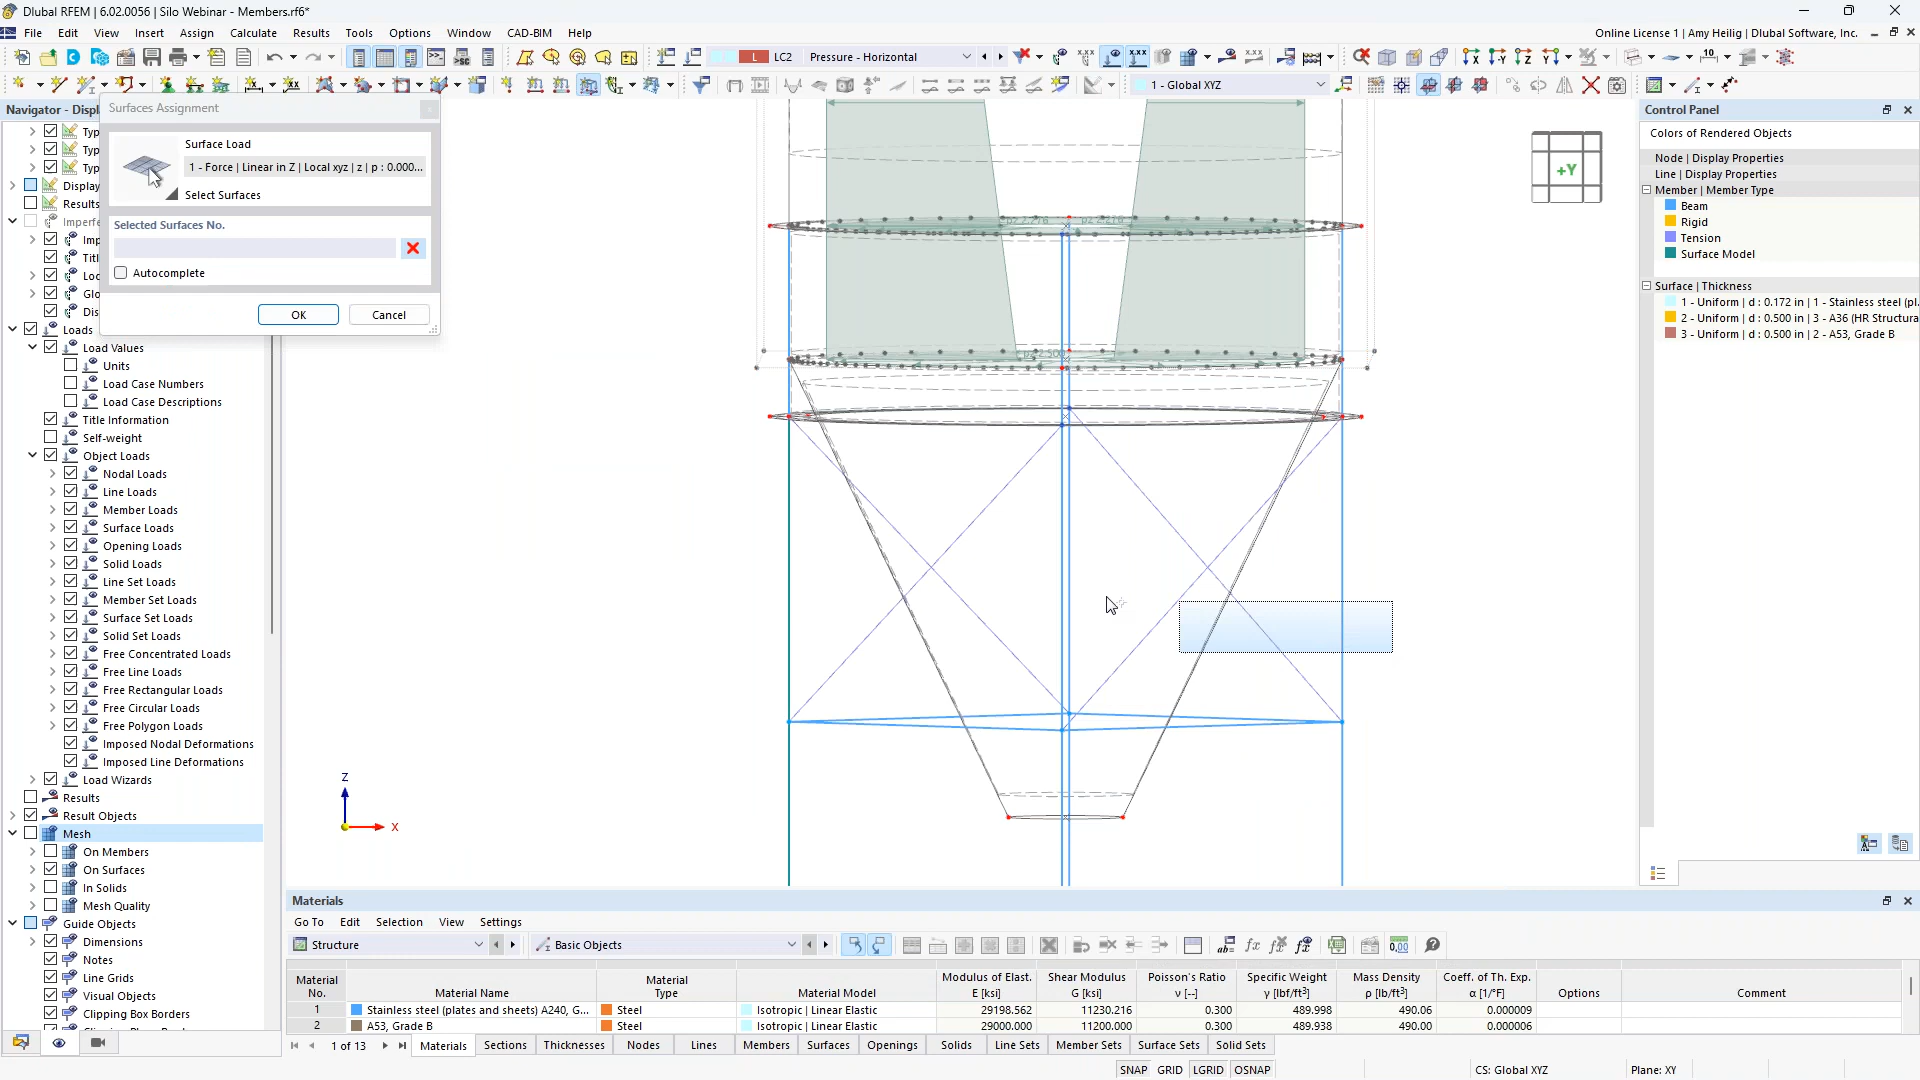 Dlubal RFEM | 6.02.0056 | Silo Webinar - Members.rf6*
File Edit View Insert Assign Calculate Results Tools Options Window CAD-BIM Help
Online License 1 | Amy Heilig | Dlubal Software, Inc.
L LC2 Pressure - Horizontal
1 - Global XYZ
Navigator - Displ
Surfaces Assignment
Surface Load
1 - Force | Linear in Z | Local xyz | z | p : 0.000...
Select Surfaces
Selected Surfaces No.
Autocomplete
OK Cancel
Typ
Typ
Typ
Display
Results
Imperfe
Imp
Titl
Loc
Glo
Dis
Loads
Load Values
Units
Load Case Numbers
Load Case Descriptions
Title Information
Self-weight
Object Loads
Nodal Loads
Line Loads
Member Loads
Surface Loads
Opening Loads
Solid Loads
Line Set Loads
Member Set Loads
Surface Set Loads
Solid Set Loads
Free Concentrated Loads
Free Line Loads
Free Rectangular Loads
Free Circular Loads
Free Polygon Loads
Imposed Nodal Deformations
Imposed Line Deformations
Load Wizards
Results
Result Objects
Mesh
On Members
On Surfaces
In Solids
Mesh Quality
Guide Objects
Dimensions
Notes
Line Grids
Visual Objects
Clipping Box Borders
+Y
Z
X
Control Panel
Colors of Rendered Objects
Node | Display Properties
Line | Display Properties
Member | Member Type
Beam
Rigid
Tension
Surface Model
Surface | Thickness
1 - Uniform | d : 0.172 in | 1 - Stainless steel (pl.
2 - Uniform | d : 0.500 in | 3 - A36 (HR Structura
3 - Uniform | d : 0.500 in | 2 - A53, Grade B
Materials
Go To Edit Selection View Settings
Structure Basic Objects
Material No. Material Name Material Type Material Model Modulus of Elast. E [ksi] Shear Modulus G [ksi] Poisson's Ratio ν [--] Specific Weight γ [lbf/ft³] Mass Density ρ [lb/ft³] Coeff. of Th. Exp. α [1/°F] Options Comment
1 Stainless steel (plates and sheets) A240, G... Steel Isotropic | Linear Elastic 29198.562 11230.216 0.300 489.998 490.06 0.000009
2 A53, Grade B Steel Isotropic | Linear Elastic 29000.000 11200.000 0.300 489.938 490.00 0.000006
1 of 13 Materials Sections Thicknesses Nodes Lines Members Surfaces Openings Solids Line Sets Member Sets Surface Sets Solid Sets
SNAP GRID LGRID OSNAP CS: Global XYZ Plane: XY